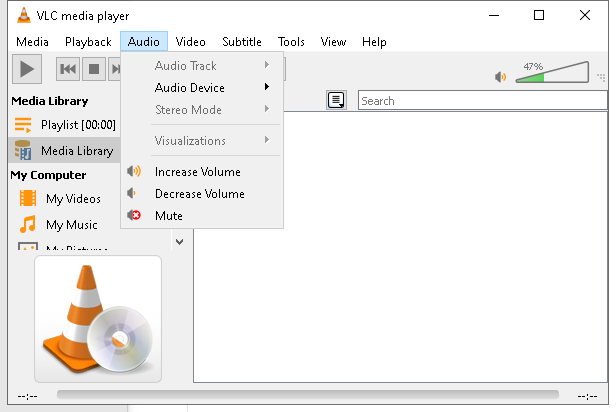 VLC media player
Media Playback Audio Video Subtitle Tools View Help
Audio Track
Audio Device
Stereo Mode
Visualizations
Increase Volume
Decrease Volume
Mute
47%
Search
Media Library
Playlist [00:00]
Media Library
My Computer
My Videos
My Music
My Pictures
--:-- --:--